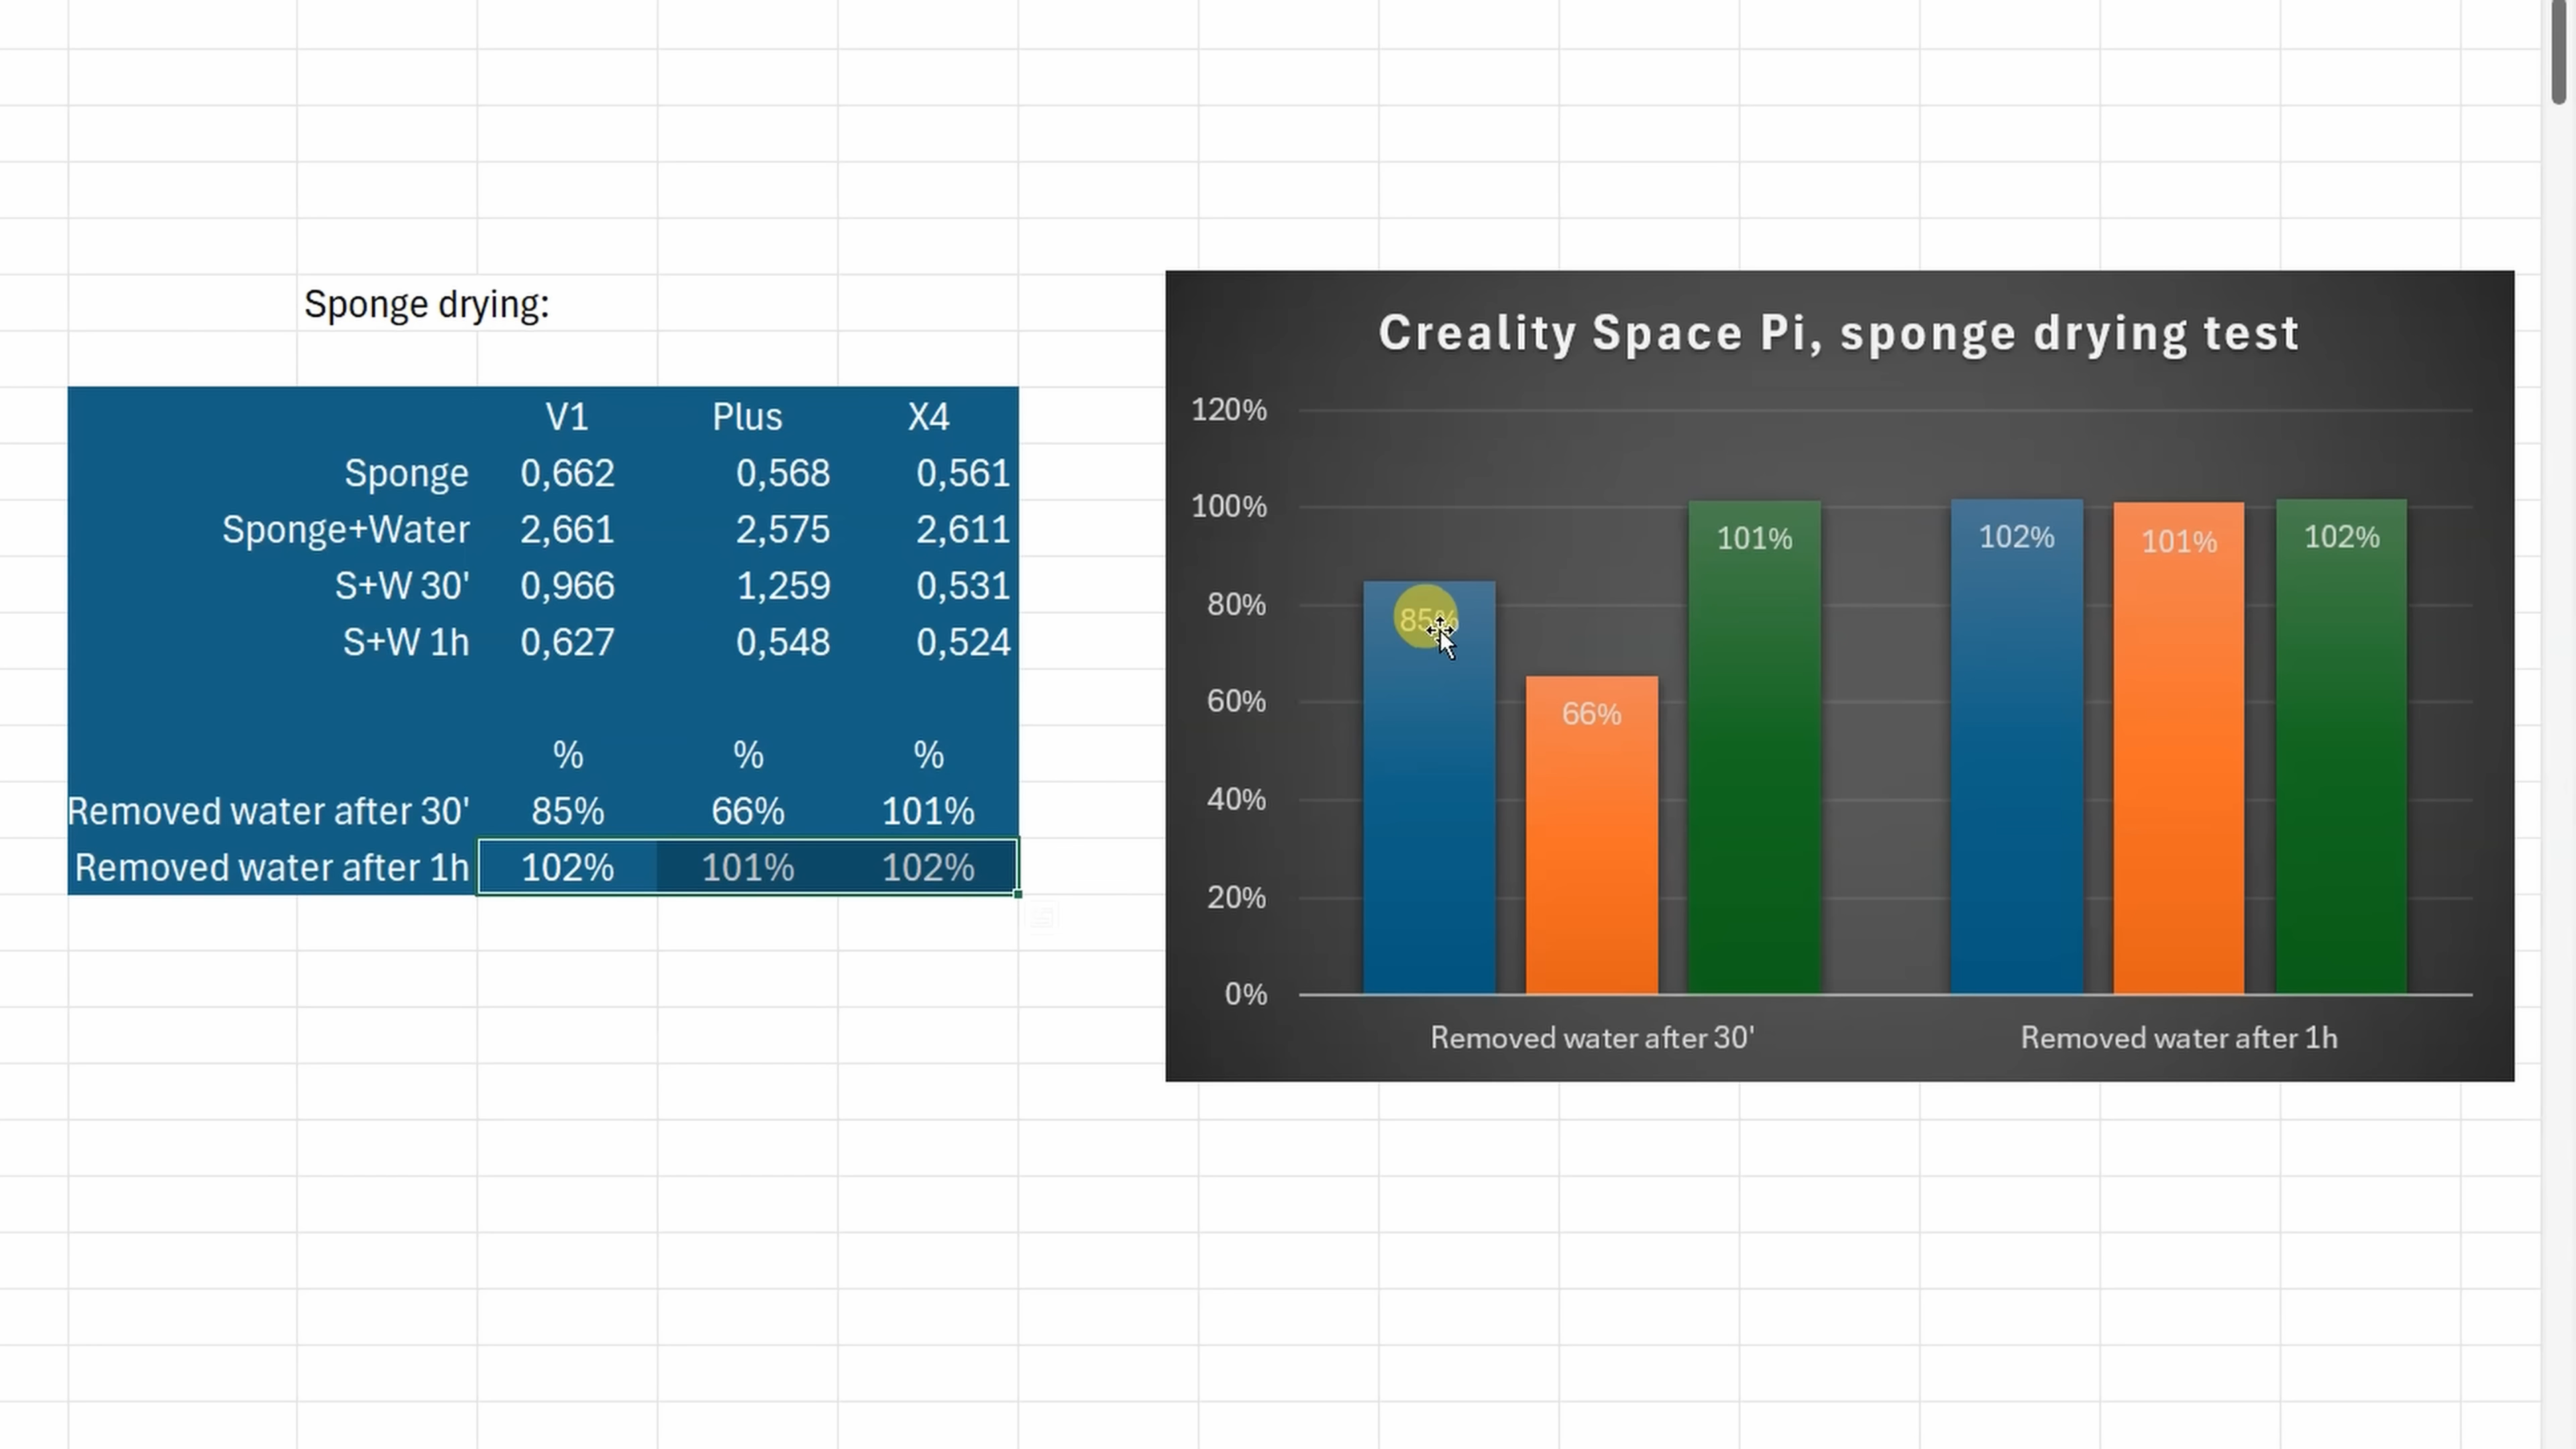 Sponge drying:
V1 Plus X4
Sponge 0,662 0,568 0,561
Sponge+Water 2,661 2,575 2,611
S+W 30' 0,966 1,259 0,531
S+W 1h 0,627 0,548 0,524
% % %
Removed water after 30' 85% 66% 101%
Removed water after 1h 102% 101% 102%
Creality Space Pi, sponge drying test
120%
100%
80%
60%
40%
20%
0%
85% 66% 101% 102% 101% 102%
Removed water after 30' Removed water after 1h